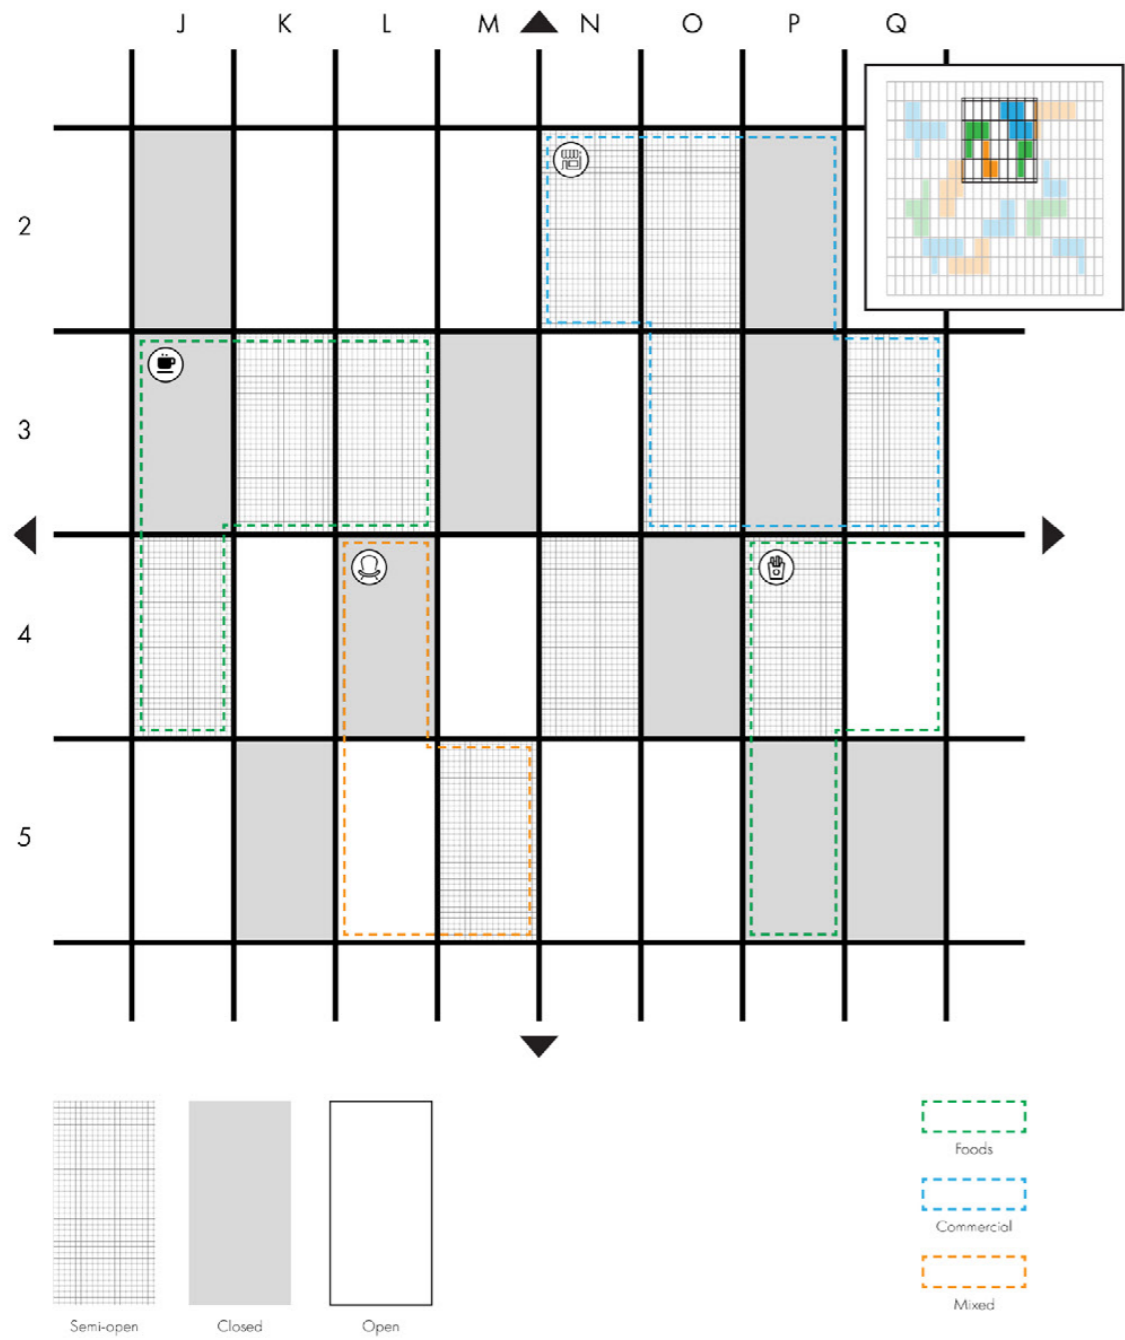 J K L M N O P Q
2
3
4
5
Foods
Commercial
Mixed
Semi-open Closed Open